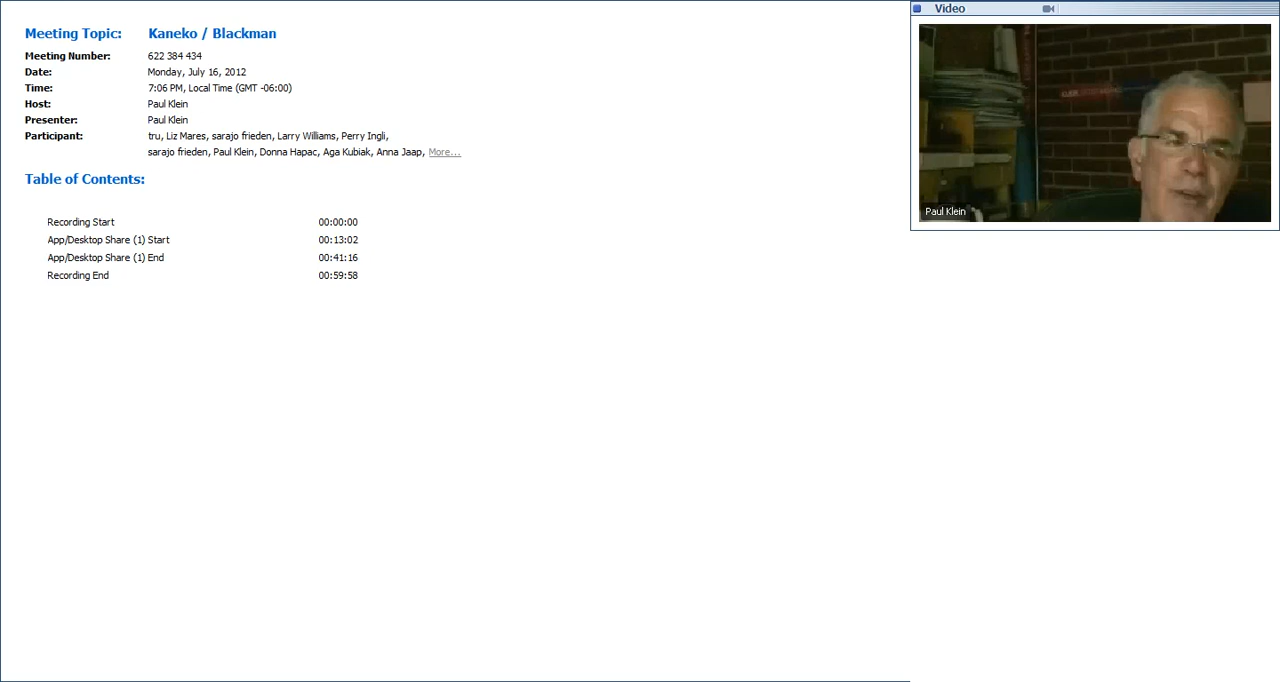 Meeting Topic: Kaneko / Blackman
Meeting Number: 622 384 434
Date: Monday, July 16, 2012
Time: 7:06 PM, Local Time (GMT -06:00)
Host: Paul Klein
Presenter: Paul Klein
Participant: tru, Liz Mares, sarajo frieden, Larry Williams, Perry Ingli,
sarajo frieden, Paul Klein, Donna Hapac, Aga Kubiak, Anna Jaap, More...
Table of Contents:
Recording Start 00:00:00
App/Desktop Share (1) Start 00:13:02
App/Desktop Share (1) End 00:41:16
Recording End 00:59:58
Video
Paul Klein